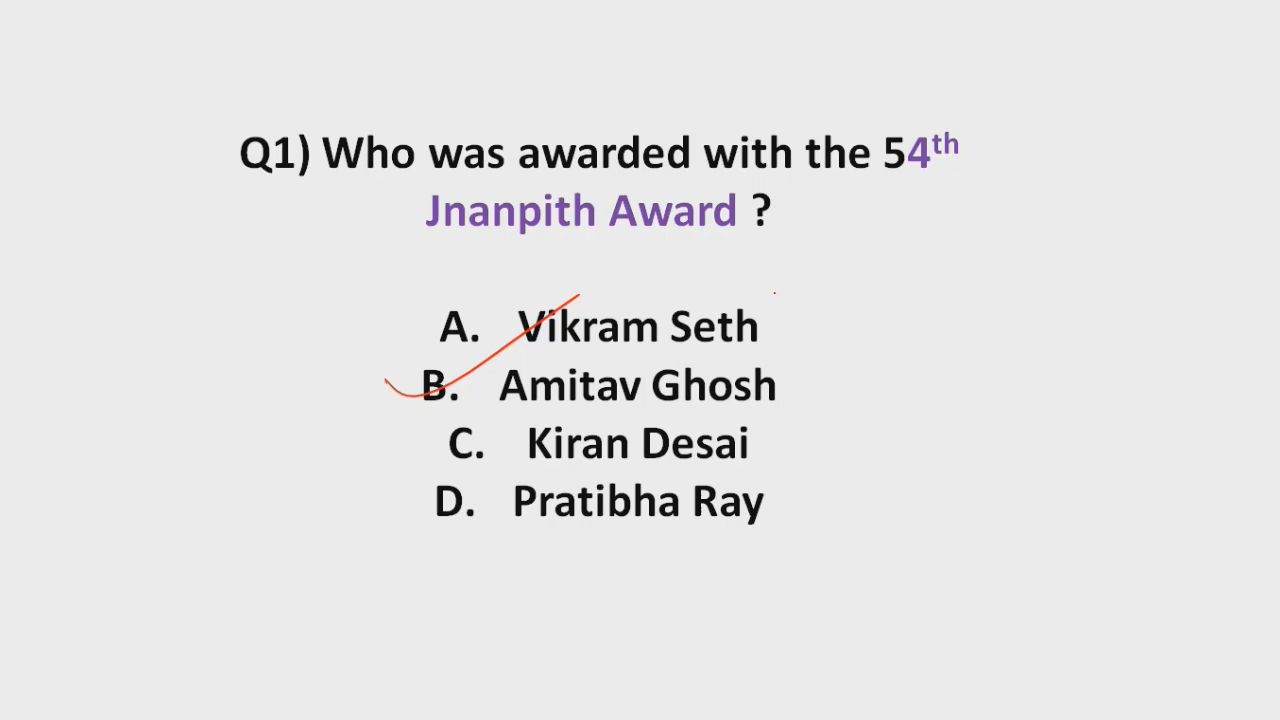 Q1) Who was awarded with the 54th
Jnanpith Award ?
A. Vikram Seth
B. Amitav Ghosh
C. Kiran Desai
D. Pratibha Ray